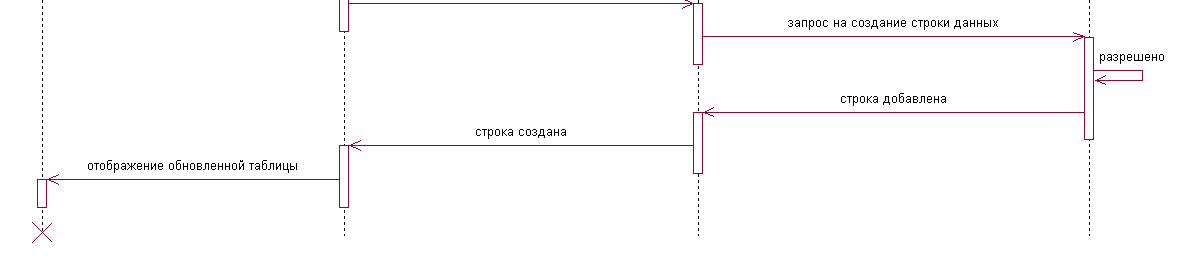 запрос на создание строки данных
разрешено
строка добавлена
строка создана
отображение обновленной таблицы